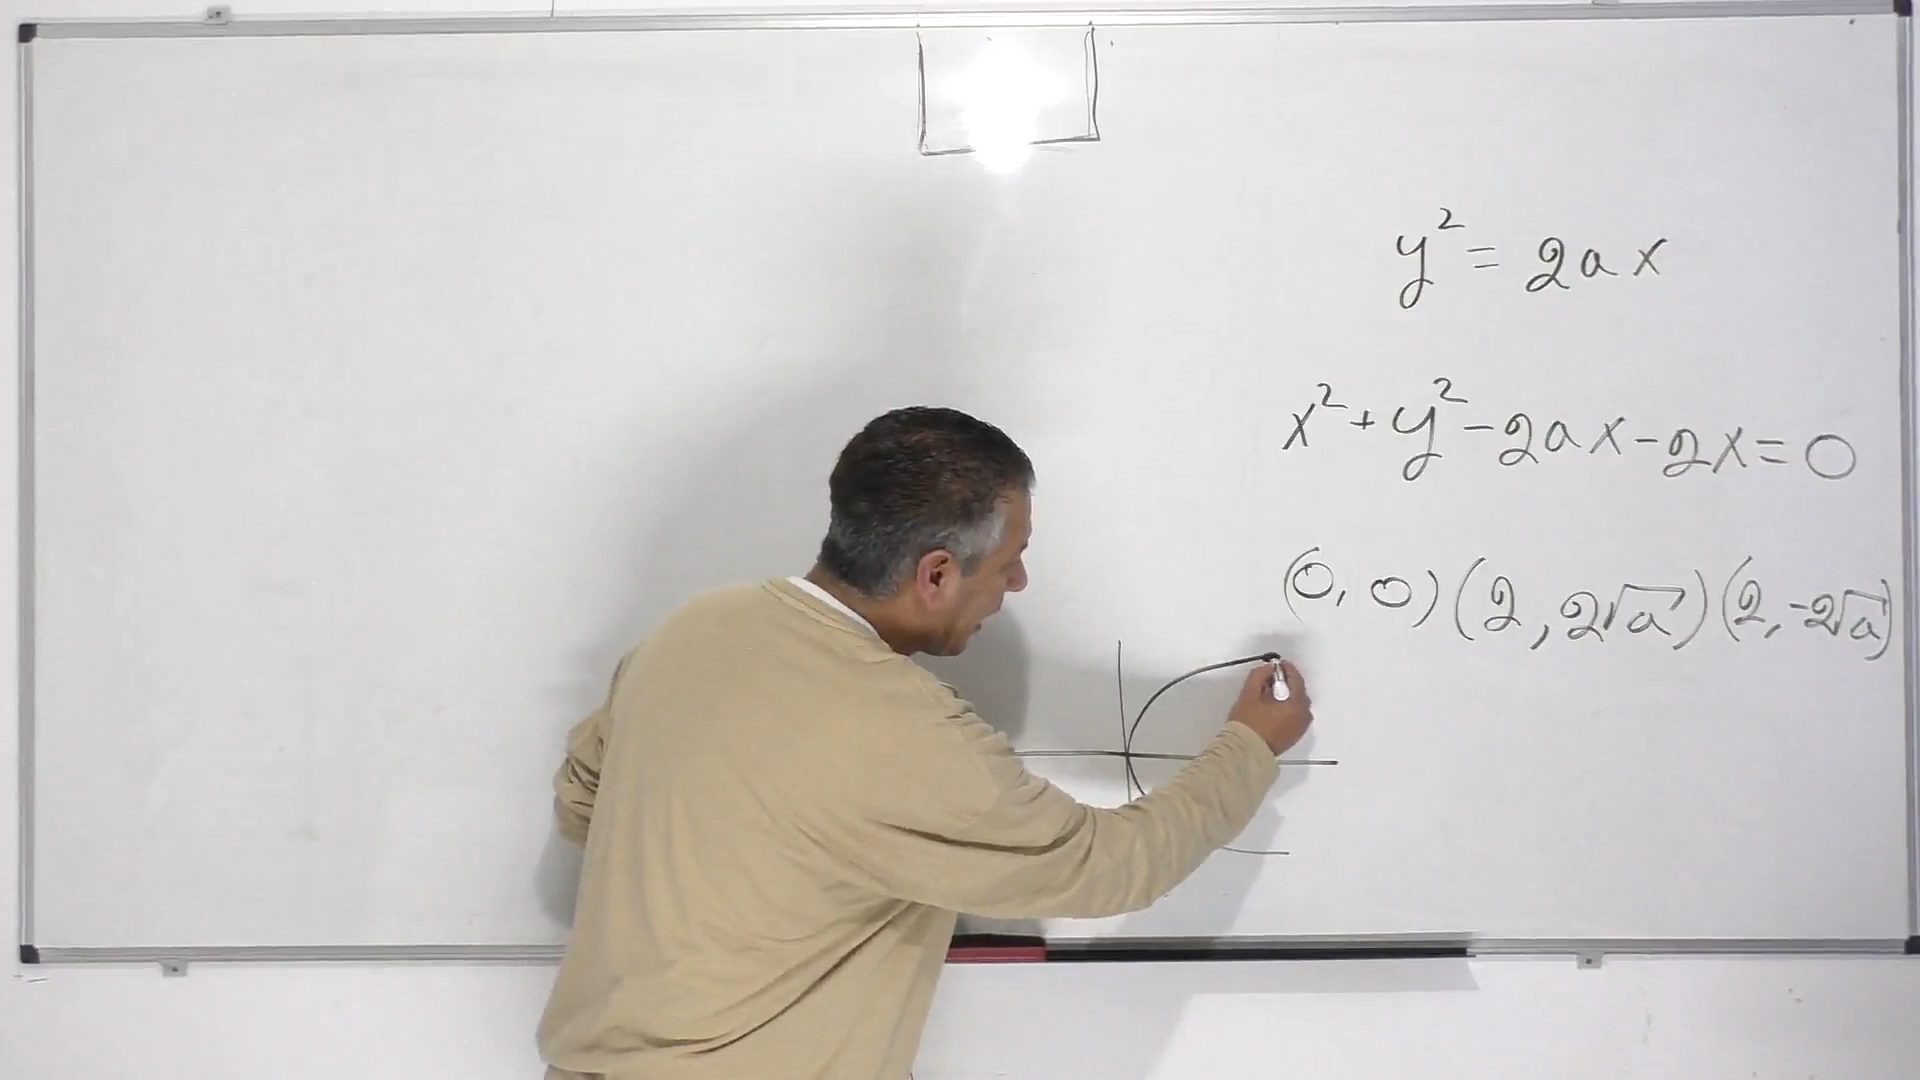 y² = 2ax
x² + y² - 2ax - 2x = 0
(0, 0) (2, 2√a) (2, -2√a)